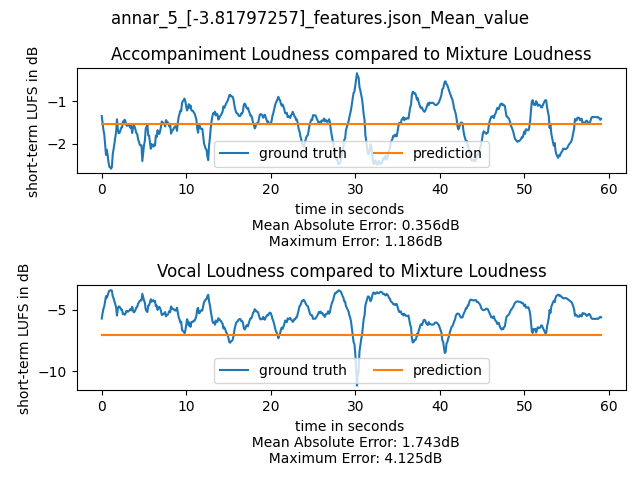 annar_5_[-3.81797257]_features.json_Mean_value
Accompaniment Loudness compared to Mixture Loudness
short-term LUFS in dB
−1
−2
ground truth
prediction
0 10 20 30 40 50 60
time in seconds
Mean Absolute Error: 0.356dB
Maximum Error: 1.186dB
Vocal Loudness compared to Mixture Loudness
short-term LUFS in dB
−5
−10
ground truth
prediction
0 10 20 30 40 50 60
time in seconds
Mean Absolute Error: 1.743dB
Maximum Error: 4.125dB